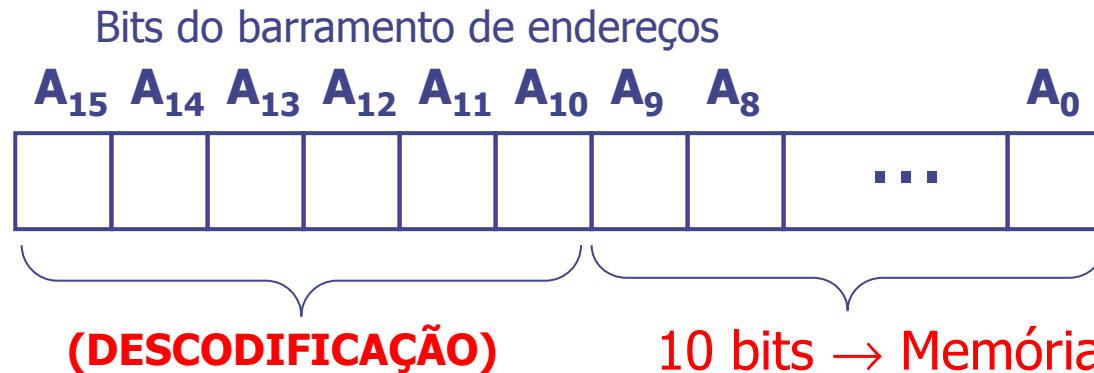 Bits do barramento de endereços
A15 A14 A13 A12 A11 A10 A9 A8 A0
...
(DESCODIFICAÇÃO) 10 bits → Memória